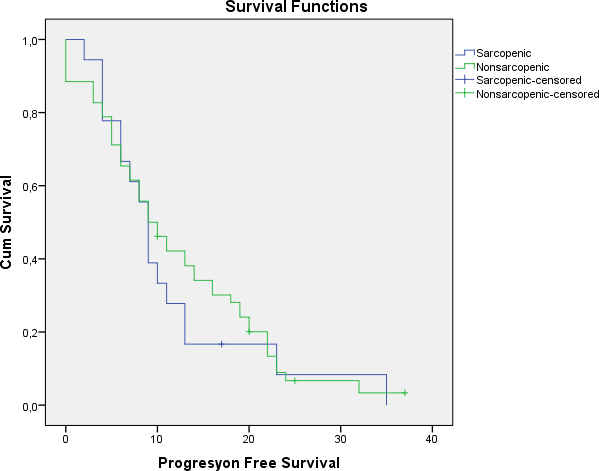 Survival Functions
1,0
0,8
0,6
0,4
0,2
0,0
Cum Survival
0 10 20 30 40
Progresyon Free Survival
Sarcopenic
Nonsarcopenic
Sarcopenic-censored
Nonsarcopenic-censored